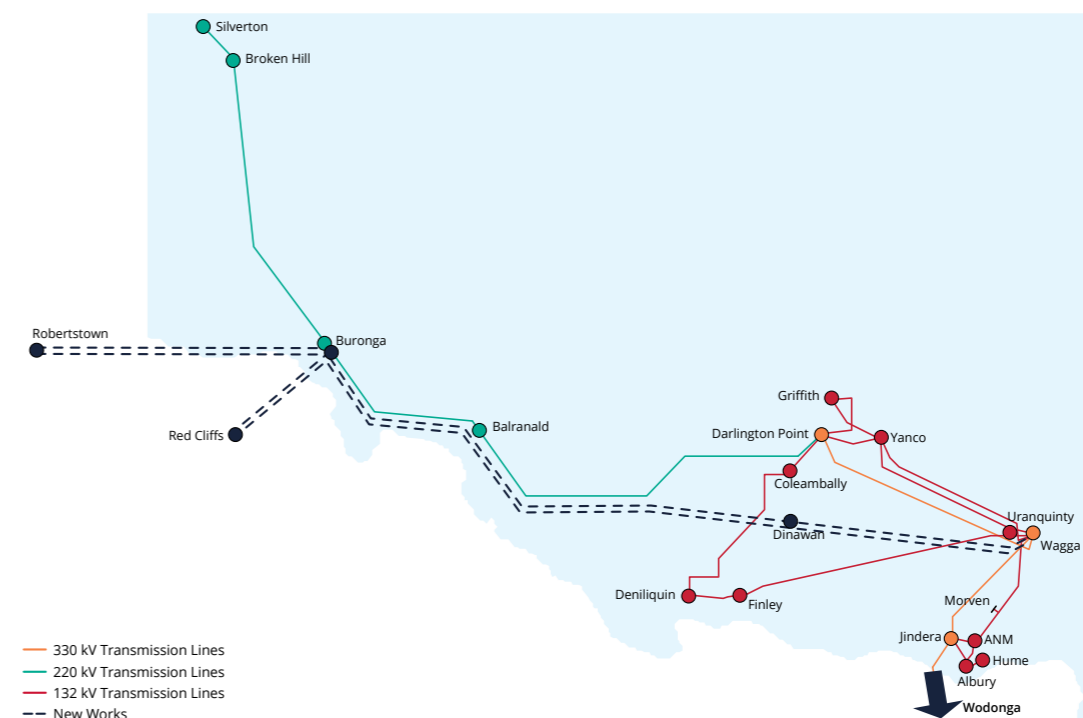 Silverton
Broken Hill
Robertstown
Buronga
Red Cliffs
Balranald
Griffith
Darlington Point
Yanco
Coleambally
Dinawan
Uranquinty
Wagga
Deniliquin
Finley
Morven
Jindera
ANM
Hume
Albury
Wodonga
330 kV Transmission Lines
220 kV Transmission Lines
132 kV Transmission Lines
New Works